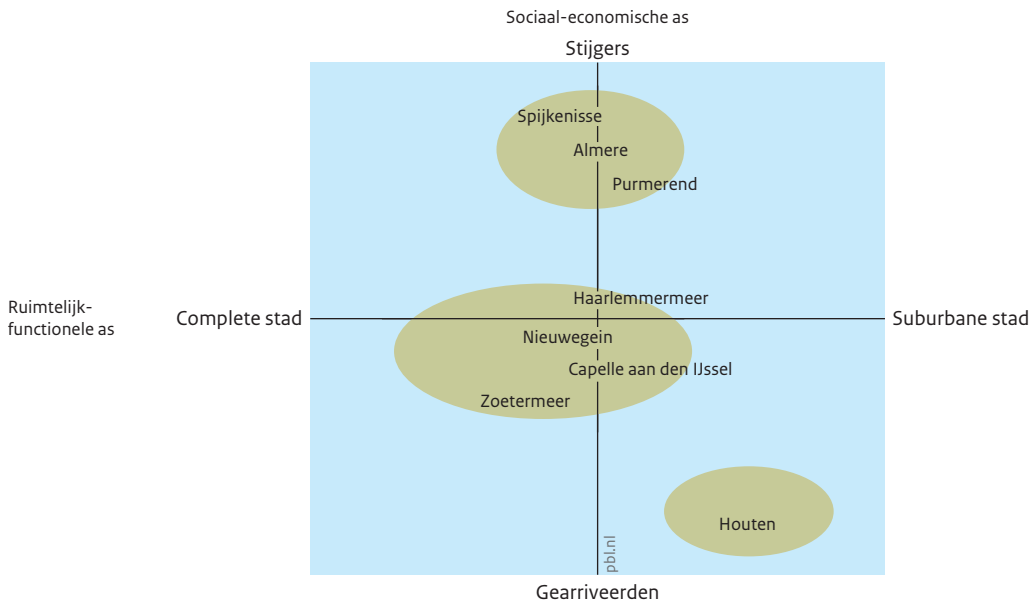 Sociaal-economische as
Stijgers
Spijkenisse
Almere
Purmerend
Haarlemmermeer
Ruimtelijk-
functionele as
Complete stad
Suburbane stad
Nieuwegein
Capelle aan den IJssel
Zoetermeer
Houten
pbl.nl
Gearriveerden